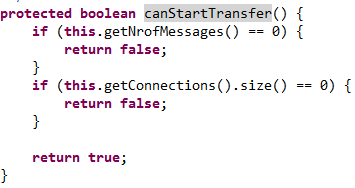 protected boolean canStartTransfer() {
    if (this.getNrofMessages() == 0) {
        return false;
    }
    if (this.getConnections().size() == 0) {
        return false;
    }

    return true;
}